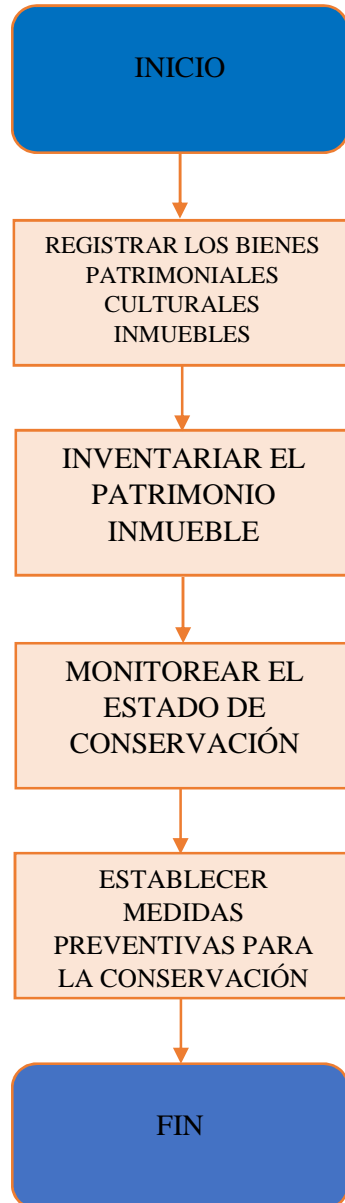 INICIO
REGISTRAR LOS BIENES
PATRIMONIALES
CULTURALES
INMUEBLES
INVENTARIAR EL
PATRIMONIO
INMUEBLE
MONITOREAR EL
ESTADO DE
CONSERVACIÓN
ESTABLECER
MEDIDAS
PREVENTIVAS PARA
LA CONSERVACIÓN
FIN